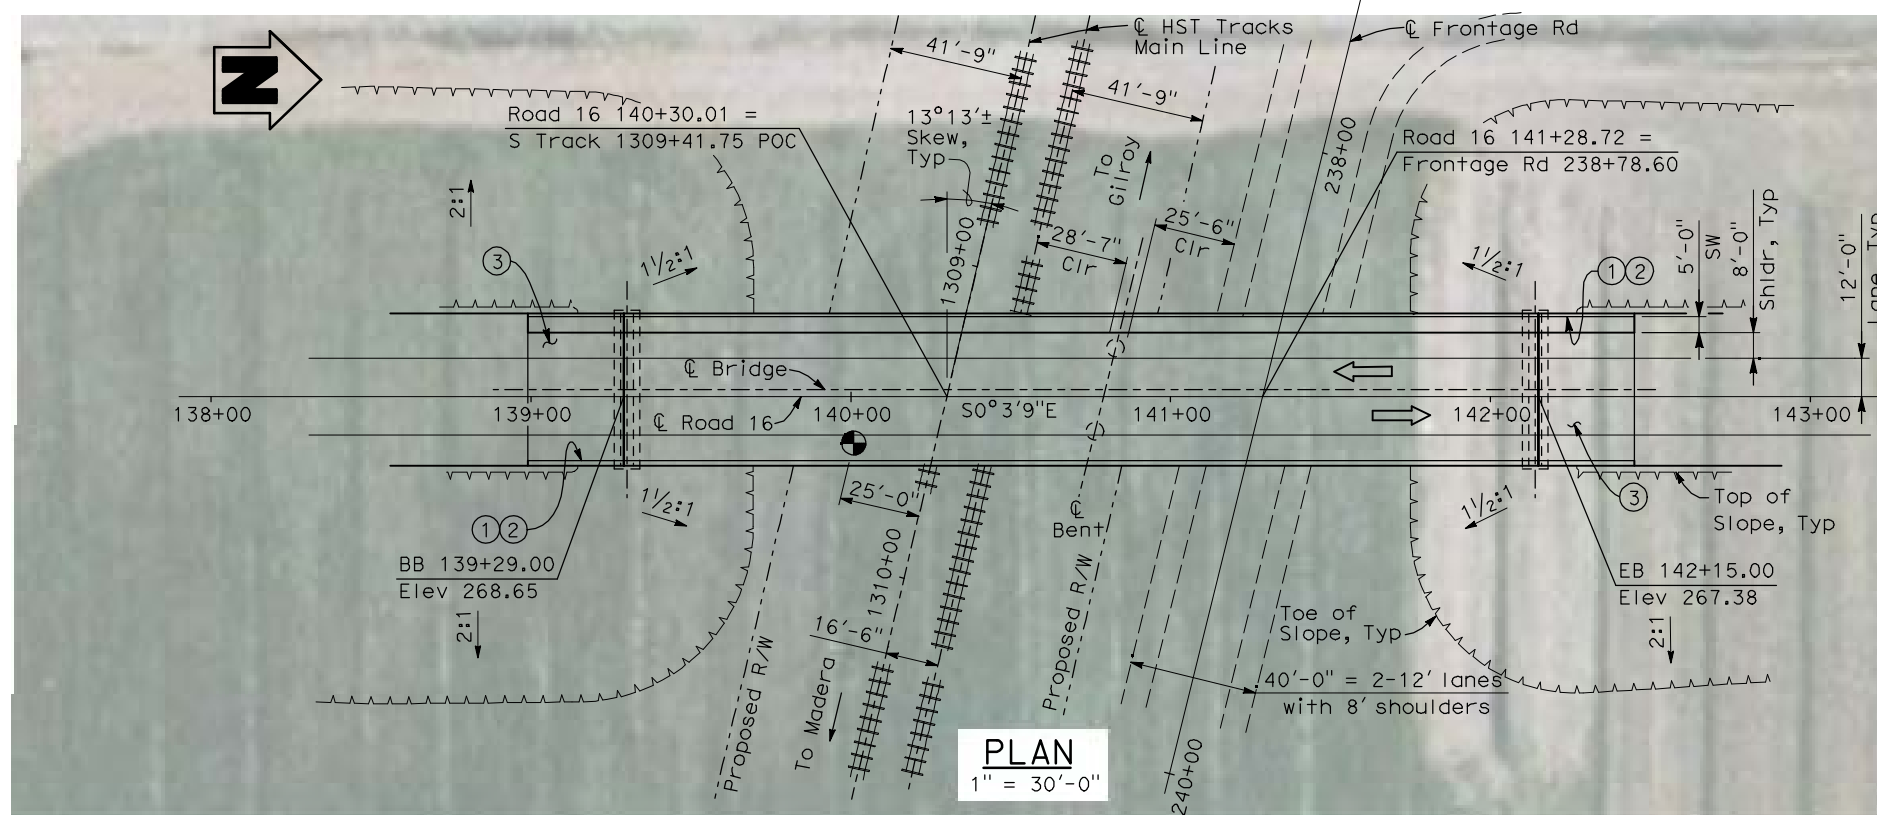 N
41'-9"
℄ HST Tracks
Main Line
℄ Frontage Rd
41'-9"
Road 16 140+30.01 =
S Track 1309+41.75 POC
13°13'±
Skew,
Typ
To
Gilroy
238+00
Road 16 141+28.72 =
Frontage Rd 238+78.60
2:1
3
1½:1
1309+00
28'-7"
Clr
25'-6"
Clr
1½:1
1 2
5'-0"
SW
8'-0"
Shldr, Typ
12'-0"
Lane, Typ
℄ Bridge
138+00
139+00
℄ Road 16
140+00
S0°3'9"E
141+00
142+00
143+00
1½:1
25'-0"
℄
Bent
1½:1
3
Top of
Slope, Typ
1 2
BB 139+29.00
Elev 268.65
2:1
1310+00
EB 142+15.00
Elev 267.38
2:1
16'-6"
Toe of
Slope, Typ
Proposed R/W
To Madera
Proposed R/W
40'-0" = 2-12' lanes
with 8' shoulders
240+00
PLAN
1" = 30'-0"